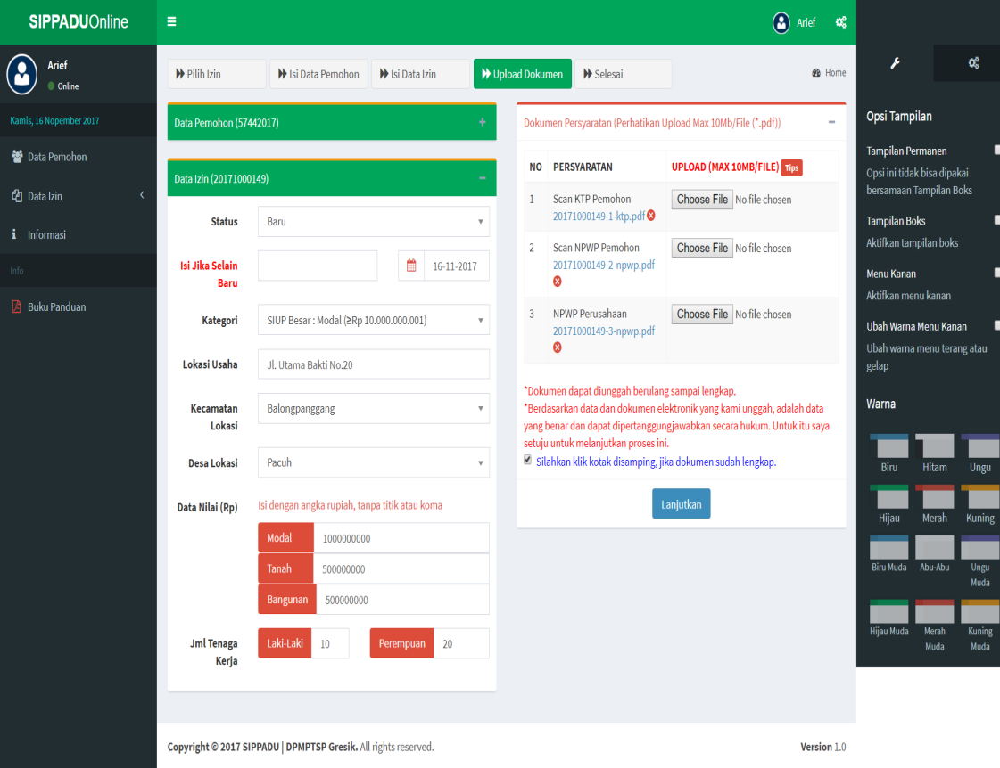 SIPPADUOnline
Arief
Arief
Online
Kamis, 16 Nopember 2017
Data Pemohon
Data Izin
Informasi
Info
Buku Panduan
Pilih Izin
Isi Data Pemohon
Isi Data Izin
Upload Dokumen
Selesai
Home
Data Pemohon (57442017)
Data Izin (20171000149)
Status
Baru
Isi Jika Selain
Baru
16-11-2017
Kategori
SIUP Besar : Modal (≥Rp 10.000.000.001)
Lokasi Usaha
Jl. Utama Bakti No.20
Kecamatan
Lokasi
Balongpanggang
Desa Lokasi
Pacuh
Data Nilai (Rp)
Isi dengan angka rupiah, tanpa titik atau koma
Modal 1000000000
Tanah 500000000
Bangunan 500000000
Jml Tenaga
Kerja
Laki-Laki 10 Perempuan 20
Dokumen Persyaratan (Perhatikan Upload Max 10Mb/File (*.pdf))
NO PERSYARATAN UPLOAD (MAX 10MB/FILE) Tips
1 Scan KTP Pemohon Choose File No file chosen
20171000149-1-ktp.pdf
2 Scan NPWP Pemohon Choose File No file chosen
20171000149-2-npwp.pdf
3 NPWP Perusahaan Choose File No file chosen
20171000149-3-npwp.pdf
*Dokumen dapat diunggah berulang sampai lengkap.
*Berdasarkan data dan dokumen elektronik yang kami unggah, adalah data
yang benar dan dapat dipertanggungjawabkan secara hukum. Untuk itu saya
setuju untuk melanjutkan proses ini.
Silahkan klik kotak disamping, jika dokumen sudah lengkap.
Lanjutkan
Opsi Tampilan
Tampilan Permanen
Opsi ini tidak bisa dipakai
bersamaan Tampilan Boks
Tampilan Boks
Aktifkan tampilan boks
Menu Kanan
Aktifkan menu kanan
Ubah Warna Menu Kanan
Ubah warna menu terang atau
gelap
Warna
Biru Hitam Ungu
Hijau Merah Kuning
Biru Muda Abu-Abu Ungu
Muda
Hijau Muda Merah Kuning
Muda Muda
Copyright © 2017 SIPPADU | DPMPTSP Gresik. All rights reserved.
Version 1.0